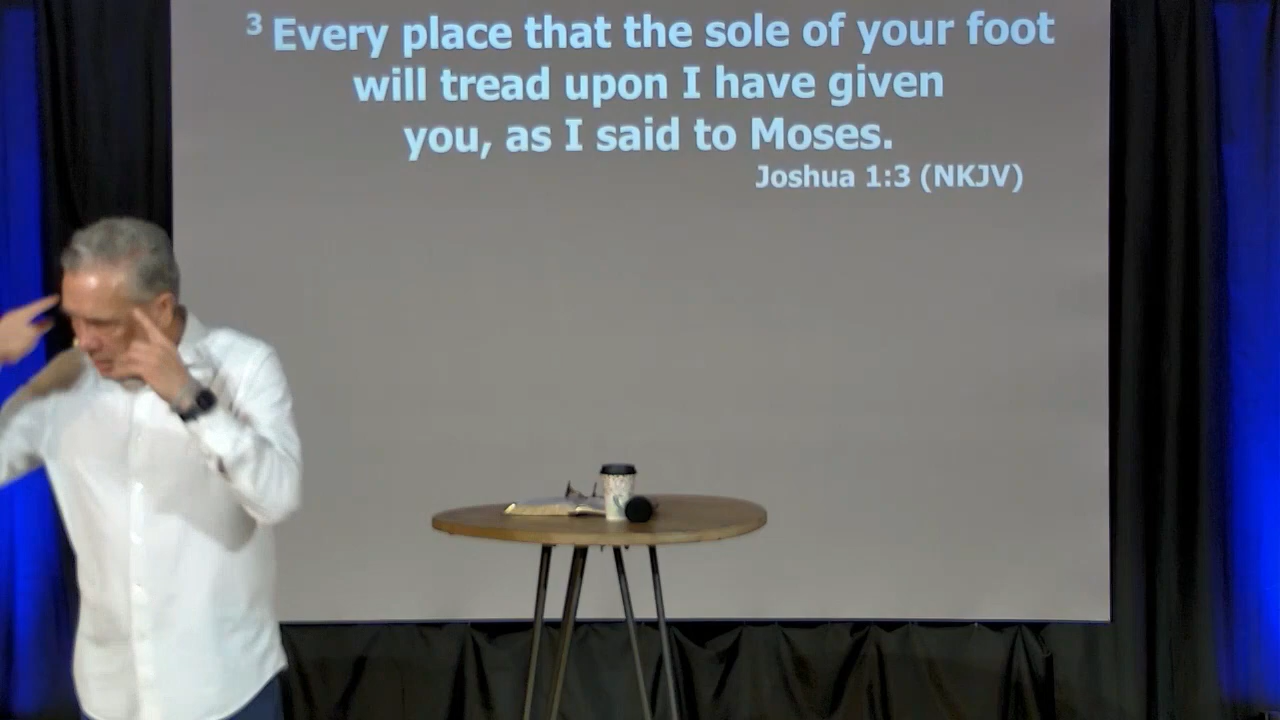 3 Every place that the sole of your foot
will tread upon I have given
you, as I said to Moses.
Joshua 1:3 (NKJV)